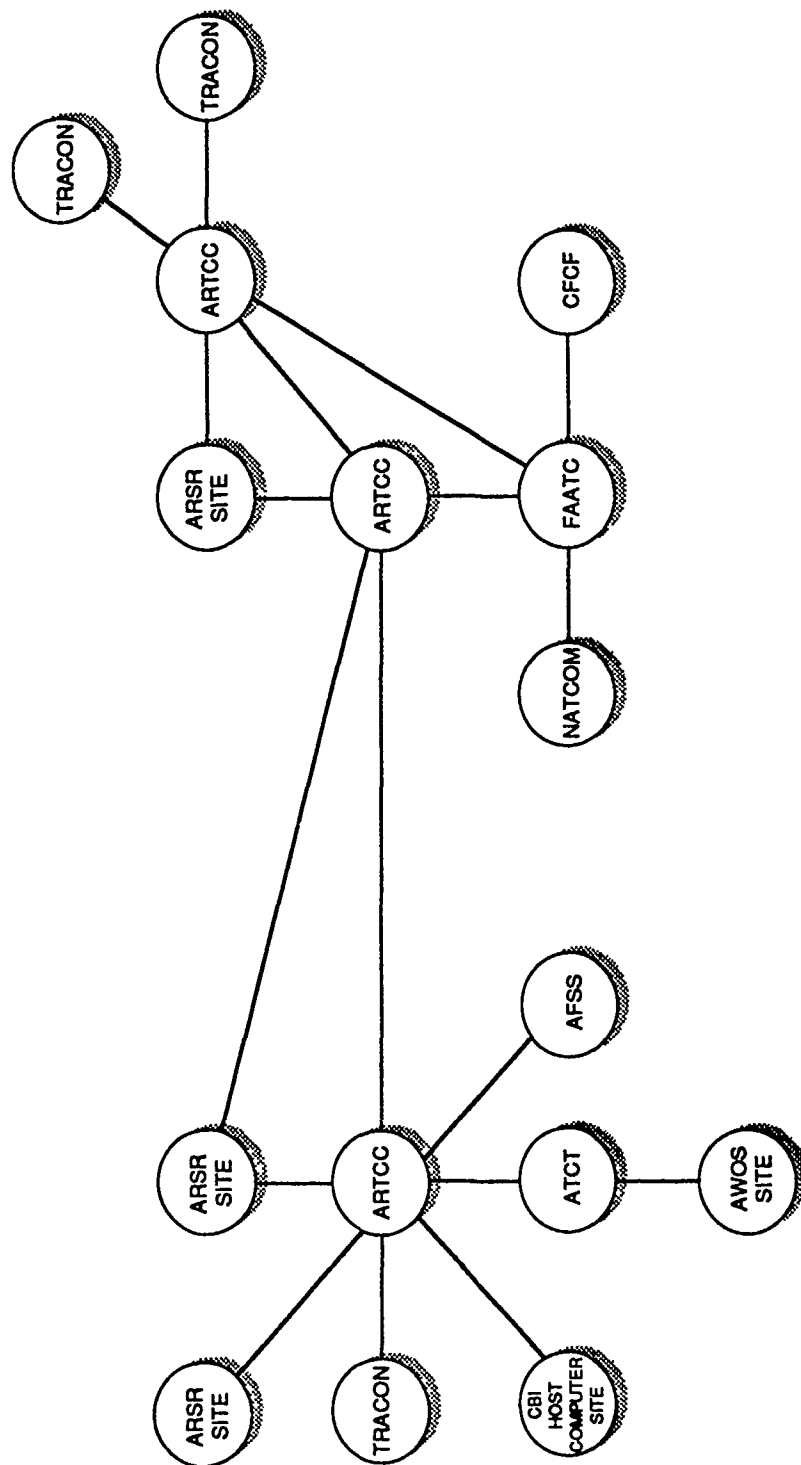 TRACON
ARSR
SITE
ARSR
SITE
ARSR
SITE
ARTCC
TRACON
TRACON
ARTCC
ARTCC
CBI
HOST
COMPUTER
SITE
ATCT
AFSS
NATCOM
FAATC
CFCF
AWOS
SITE